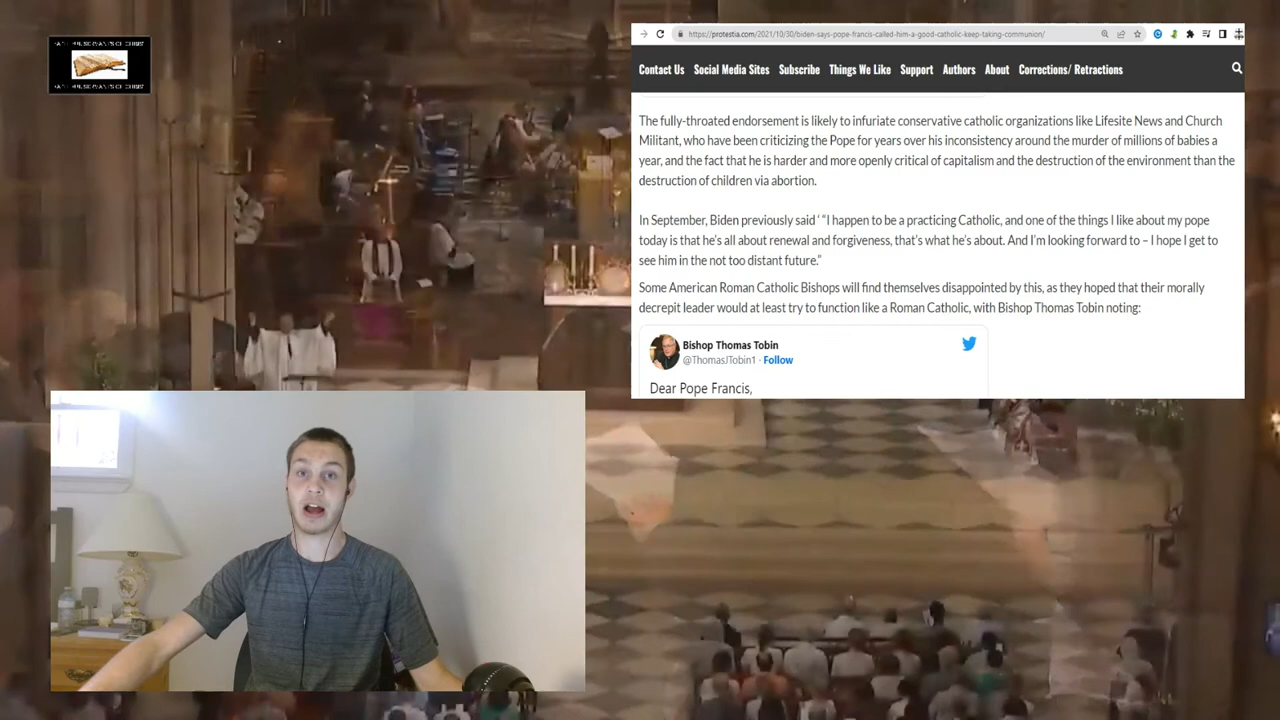 https://protestia.com/2021/10/30/biden-says-pope-francis-called-him-a-good-catholic-keep-taking-communion/
Contact Us Social Media Sites Subscribe Things We Like Support Authors About Corrections/ Retractions
The fully-throated endorsement is likely to infuriate conservative catholic organizations like Lifesite News and Church
Militant, who have been criticizing the Pope for years over his inconsistency around the murder of millions of babies a
year, and the fact that he is harder and more openly critical of capitalism and the destruction of the environment than the
destruction of children via abortion.
In September, Biden previously said ‘ “I happen to be a practicing Catholic, and one of the things I like about my pope
today is that he's all about renewal and forgiveness, that's what he's about. And I'm looking forward to – I hope I get to
see him in the not too distant future.”
Some American Roman Catholic Bishops will find themselves disappointed by this, as they hoped that their morally
decrepit leader would at least try to function like a Roman Catholic, with Bishop Thomas Tobin noting:
Bishop Thomas Tobin
@ThomasJTobin1 · Follow
Dear Pope Francis,